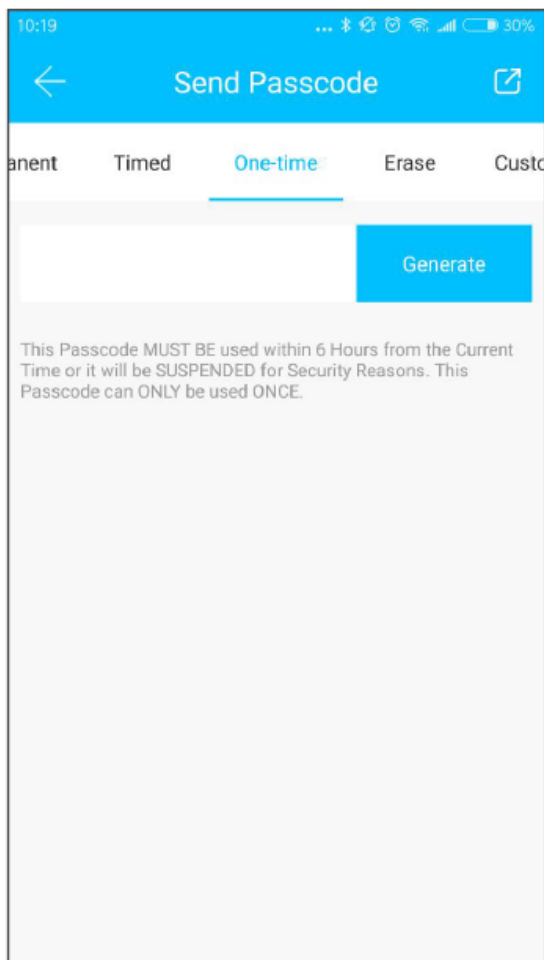 10:19 ... 30%
Send Passcode
anent Timed One-time Erase Custo
Generate
This Passcode MUST BE used within 6 Hours from the Current
Time or it will be SUSPENDED for Security Reasons. This
Passcode can ONLY be used ONCE.